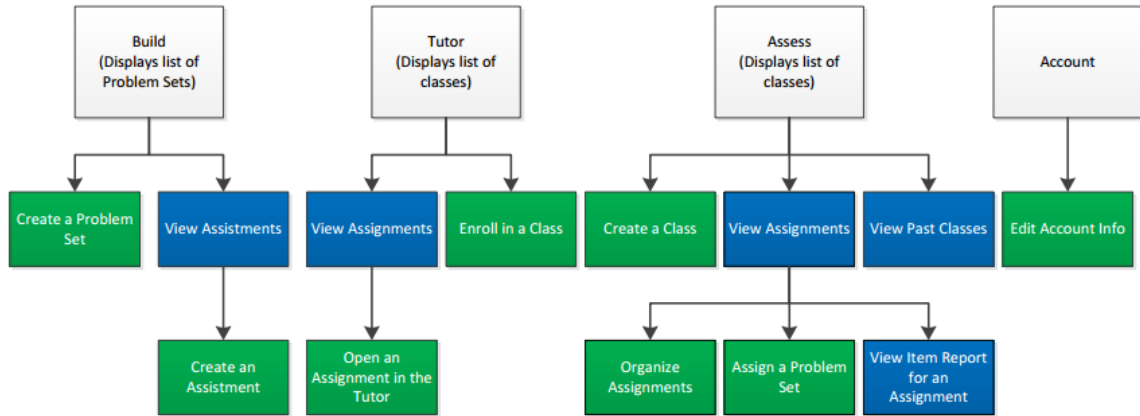 Build
(Displays list of
Problem Sets)
Tutor
(Displays list of
classes)
Assess
(Displays list of
classes)
Account
Create a Problem
Set
View Assistments
View Assignments
Enroll in a Class
Create a Class
View Assignments
View Past Classes
Edit Account Info
Create an
Assistment
Open an
Assignment in the
Tutor
Organize
Assignments
Assign a Problem
Set
View Item Report
for an
Assignment